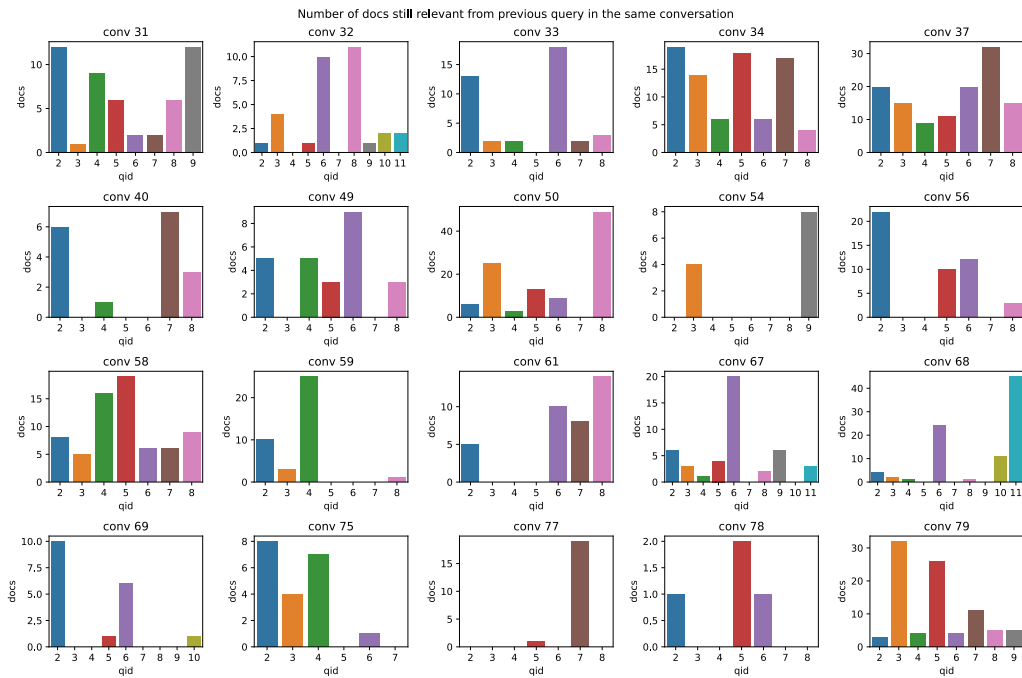 Number of docs still relevant from previous query in the same conversation
conv 31
conv 32
conv 33
conv 34
conv 37
10
5
0
docs
2 3 4 5 6 7 8 9
qid
10.0
7.5
5.0
2.5
0.0
docs
2 3 4 5 6 7 8 9 10 11
qid
15
10
5
0
docs
2 3 4 5 6 7 8
qid
15
10
5
0
docs
2 3 4 5 6 7 8
qid
30
20
10
0
docs
2 3 4 5 6 7 8
qid
conv 40
conv 49
conv 50
conv 54
conv 56
6
4
2
0
docs
2 3 4 5 6 7 8
qid
8
6
4
2
0
docs
2 3 4 5 6 7 8
qid
40
20
0
docs
2 3 4 5 6 7 8
qid
8
6
4
2
0
docs
2 3 4 5 6 7 8 9
qid
20
15
10
5
0
docs
2 3 4 5 6 7 8
qid
conv 58
conv 59
conv 61
conv 67
conv 68
15
10
5
0
docs
2 3 4 5 6 7 8
qid
20
10
0
docs
2 3 4 5 6 7 8
qid
10
5
0
docs
2 3 4 5 6 7 8
qid
20
15
10
5
0
docs
2 3 4 5 6 7 8 9 10 11
qid
40
20
0
docs
2 3 4 5 6 7 8 9 10 11
qid
conv 69
conv 75
conv 77
conv 78
conv 79
10.0
7.5
5.0
2.5
0.0
docs
2 3 4 5 6 7 8 9 10
qid
8
6
4
2
0
docs
2 3 4 5 6 7
qid
15
10
5
0
docs
2 3 4 5 6 7 8
qid
2.0
1.5
1.0
0.5
0.0
docs
2 3 4 5 6 7 8
qid
30
20
10
0
docs
2 3 4 5 6 7 8 9
qid